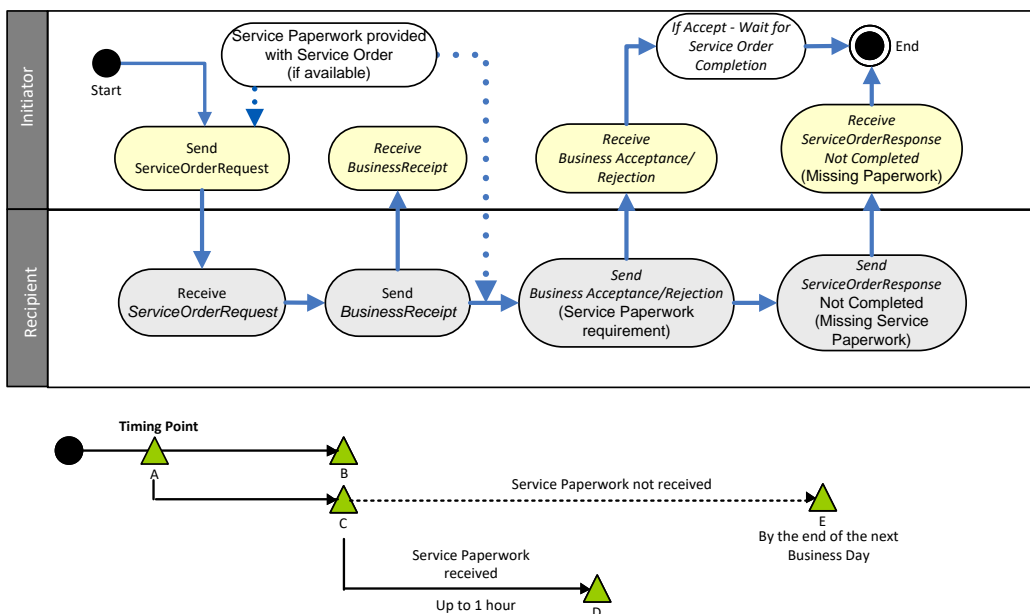 Initiator
Start
Service Paperwork provided
with Service Order
(if available)
If Accept - Wait for
Service Order
Completion
End
Send
ServiceOrderRequest
Receive
BusinessReceipt
Receive
Business Acceptance/
Rejection
Receive
ServiceOrderResponse
Not Completed
(Missing Paperwork)
Recipient
Receive
ServiceOrderRequest
Send
BusinessReceipt
Send
Business Acceptance/Rejection
(Service Paperwork
requirement)
Send
ServiceOrderResponse
Not Completed
(Missing Service
Paperwork)
Timing Point
A
B
C
Service Paperwork not received
E
By the end of the next
Business Day
Service Paperwork
received
Up to 1 hour
D